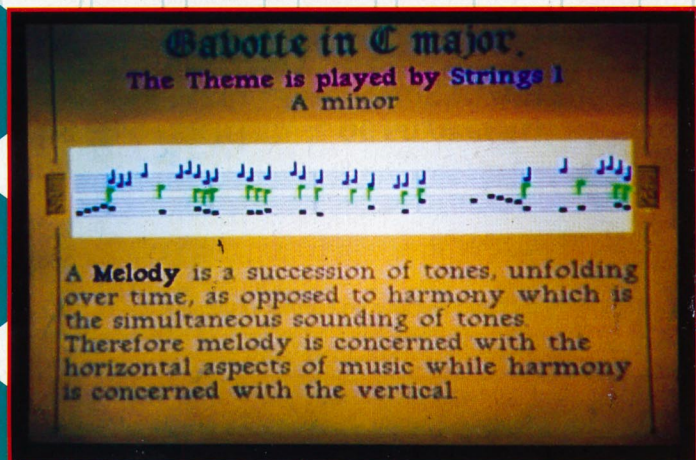 Gavotte in C major.
The Theme is played by Strings 1
A minor
A Melody is a succession of tones, unfolding
over time, as opposed to harmony which is
the simultaneous sounding of tones.
Therefore melody is concerned with the
horizontal aspects of music while harmony
is concerned with the vertical.